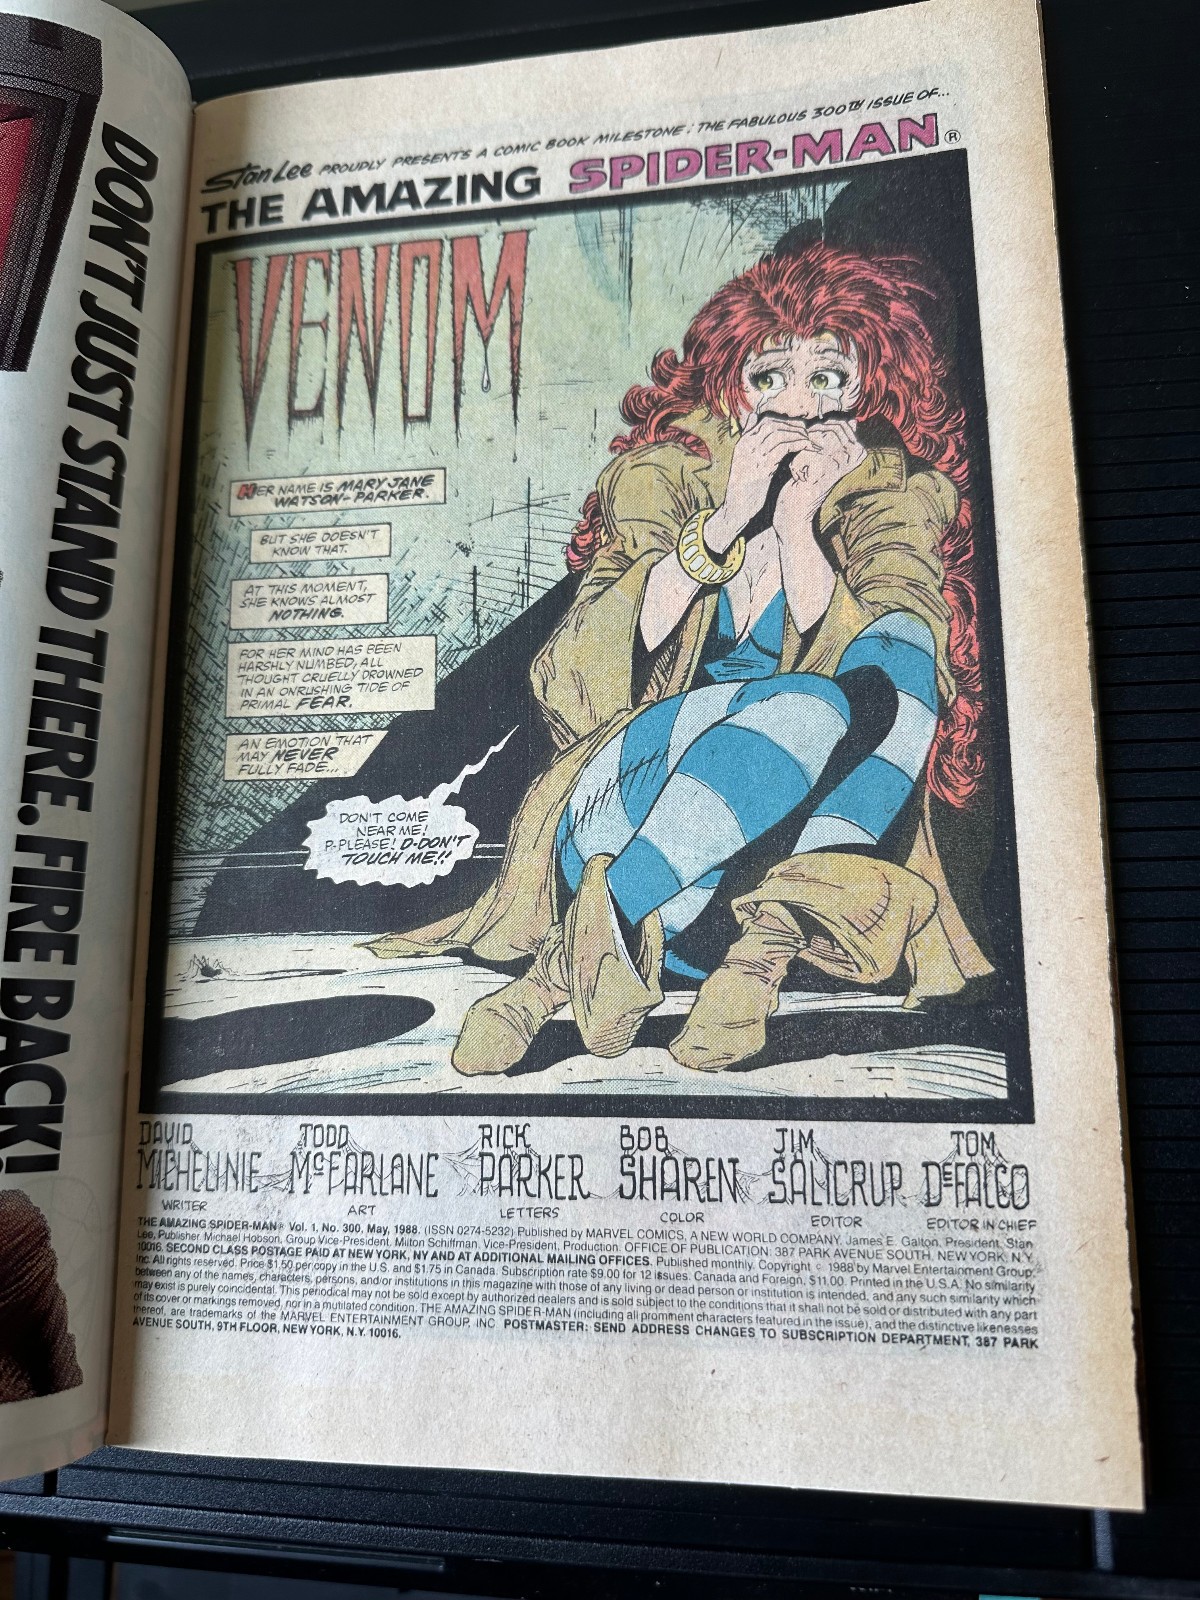 DON'T JUST STAND THERE. FIRE BACK!
Stan Lee PROUDLY PRESENTS A COMIC BOOK MILESTONE: THE FABULOUS 300TH ISSUE OF...
THE AMAZING SPIDER-MAN®
VENOM
HER NAME IS MARY JANE
WATSON-PARKER.
BUT SHE DOESN'T
KNOW THAT.
AT THIS MOMENT,
SHE KNOWS ALMOST
NOTHING.
FOR HER MIND HAS BEEN
HARSHLY NUMBED, ALL
THOUGHT CRUELLY DROWNED
IN AN ONRUSHING TIDE OF
PRIMAL FEAR.
AN EMOTION THAT
MAY NEVER
FULLY FADE...
DON'T COME
NEAR ME!
P-PLEASE! D-DON'T
TOUCH ME!!
DAVID MICHELINIE WRITER
TODD McFARLANE ART
RICK PARKER LETTERS
BOB SHAREN COLOR
JIM SALICRUP EDITOR
TOM DEFALCO EDITOR IN CHIEF
THE AMAZING SPIDER-MAN® Vol. 1, No. 300, May, 1988. (ISSN 0274-5232) Published by MARVEL COMICS, A NEW WORLD COMPANY, James E. Galton, President. Stan
Lee, Publisher. Michael Hobson, Group Vice-President. Milton Schiffman, Vice-President, Production. OFFICE OF PUBLICATION: 387 PARK AVENUE SOUTH, NEW YORK, N.Y.
10016. SECOND CLASS POSTAGE PAID AT NEW YORK, NY AND AT ADDITIONAL MAILING OFFICES. Published monthly. Copyright © 1988 by Marvel Entertainment Group,
Inc. All rights reserved. Price $1.50 per copy in the U.S. and $1.75 in Canada. Subscription rate $9.00 for 12 issues. Canada and Foreign, $11.00. Printed in the U.S.A. No similarity
between any of the names, characters, persons, and/or institutions in this magazine with those of any living or dead person or institution is intended, and any such similarity which
may exist is purely coincidental. This periodical may not be sold except by authorized dealers and is sold subject to the conditions that it shall not be sold or distributed with any part
of its cover or markings removed, nor in a mutilated condition. THE AMAZING SPIDER-MAN (including all prominent characters featured in the issue), and the distinctive likenesses
thereof, are trademarks of the MARVEL ENTERTAINMENT GROUP, INC. POSTMASTER: SEND ADDRESS CHANGES TO SUBSCRIPTION DEPARTMENT, 387 PARK
AVENUE SOUTH, 9TH FLOOR, NEW YORK, N.Y. 10016.